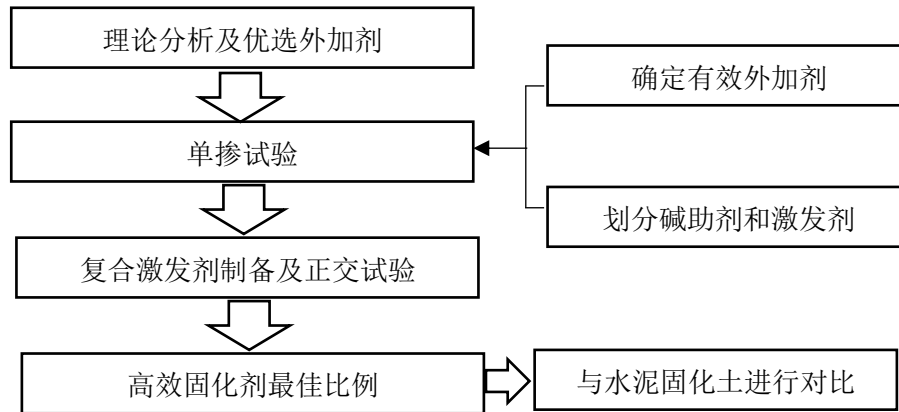 理论分析及优选外加剂
确定有效外加剂
单掺试验
划分碱助剂和激发剂
复合激发剂制备及正交试验
高效固化剂最佳比例
与水泥固化土进行对比